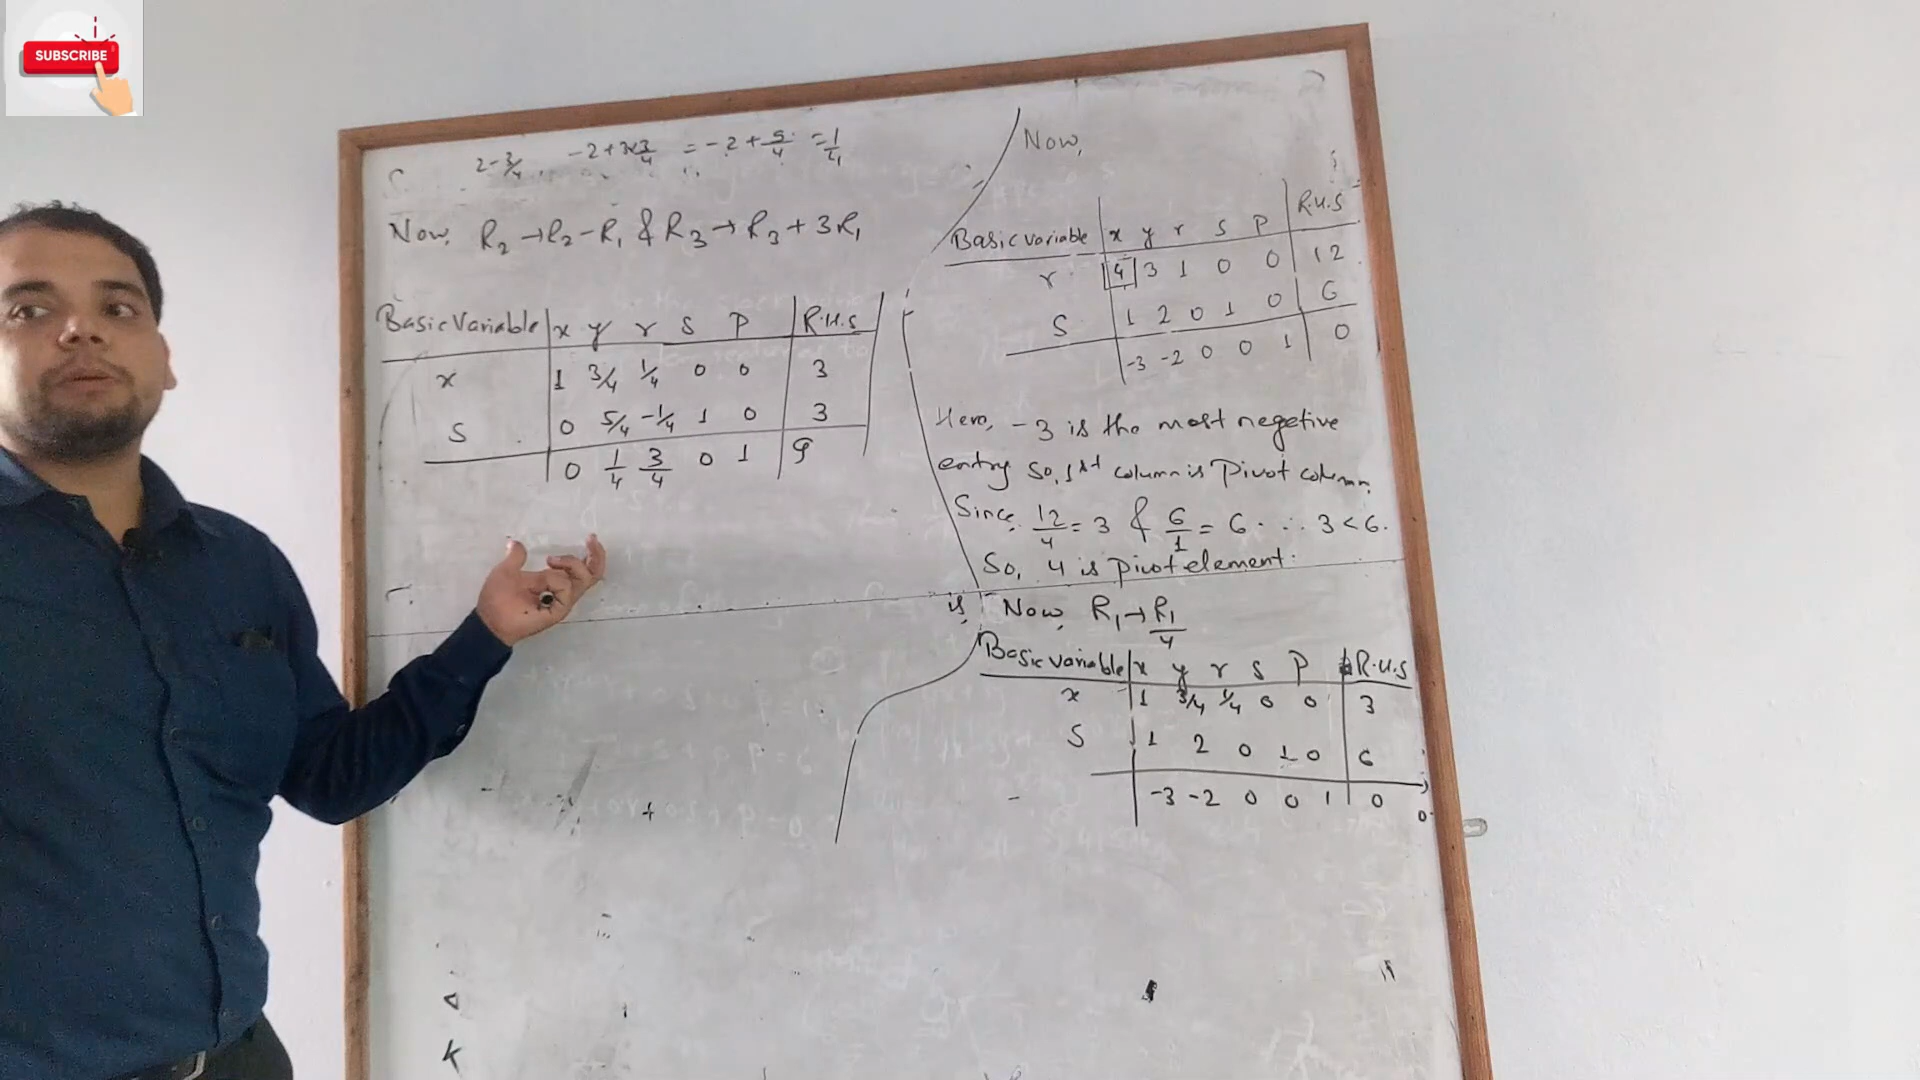 SUBSCRIBE
2-3/4 -2+3×3/4 = -2+9/4 = 1/4
Now, R₂→R₂-R₁ & R₃→R₃+3R₁
Basic Variable x y r s P R.H.S
x 1 3/4 1/4 0 0 3
S 0 5/4 -1/4 1 0 3
0 1/4 3/4 0 1 9
Now,
Basic variable x y r s P R.H.S
r 4 3 1 0 0 12
S 1 2 0 1 0 6
-3 -2 0 0 1 0
Here, -3 is the most negetive
entry So, 1st column is Pivot column.
Since, 12/4 = 3 & 6/1 = 6. ∴ 3 < 6.
So, 4 is pivot element.
is Now, R₁→R₁/4
Basic variable x y r s P R.H.S
x 1 3/4 1/4 0 0 3
S 1 2 0 1 0 6
-3 -2 0 0 1 0